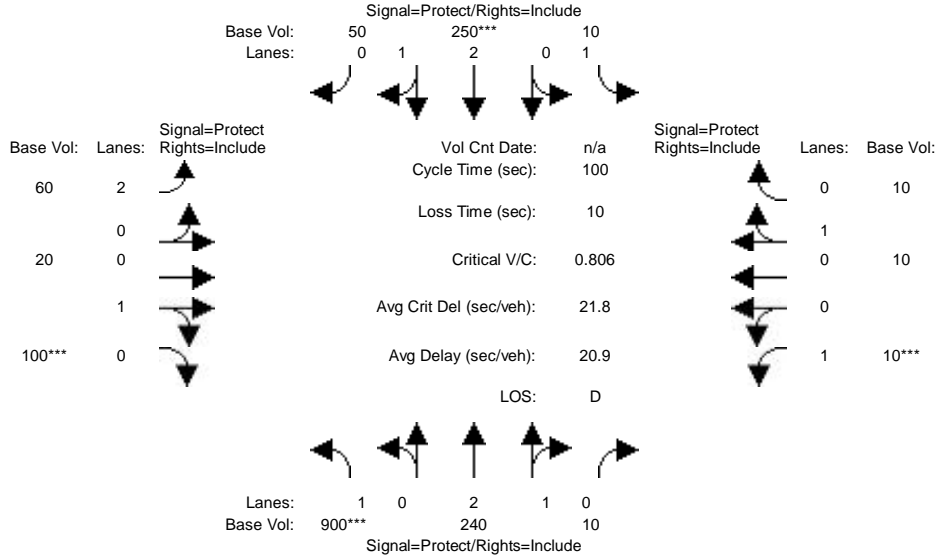 Signal=Protect/Rights=Include
Base Vol: 50 250*** 10
Lanes: 0 1 2 0 1
Signal=Protect
Base Vol: Lanes: Rights=Include
Vol Cnt Date: n/a
Signal=Protect
Rights=Include Lanes: Base Vol:
Cycle Time (sec): 100
60 2
0 10
Loss Time (sec): 10
0
1
20 0
Critical V/C: 0.806
0 10
1
Avg Crit Del (sec/veh): 21.8
0
100*** 0
Avg Delay (sec/veh): 20.9
1 10***
LOS: D
Lanes: 1 0 2 1 0
Base Vol: 900*** 240 10
Signal=Protect/Rights=Include